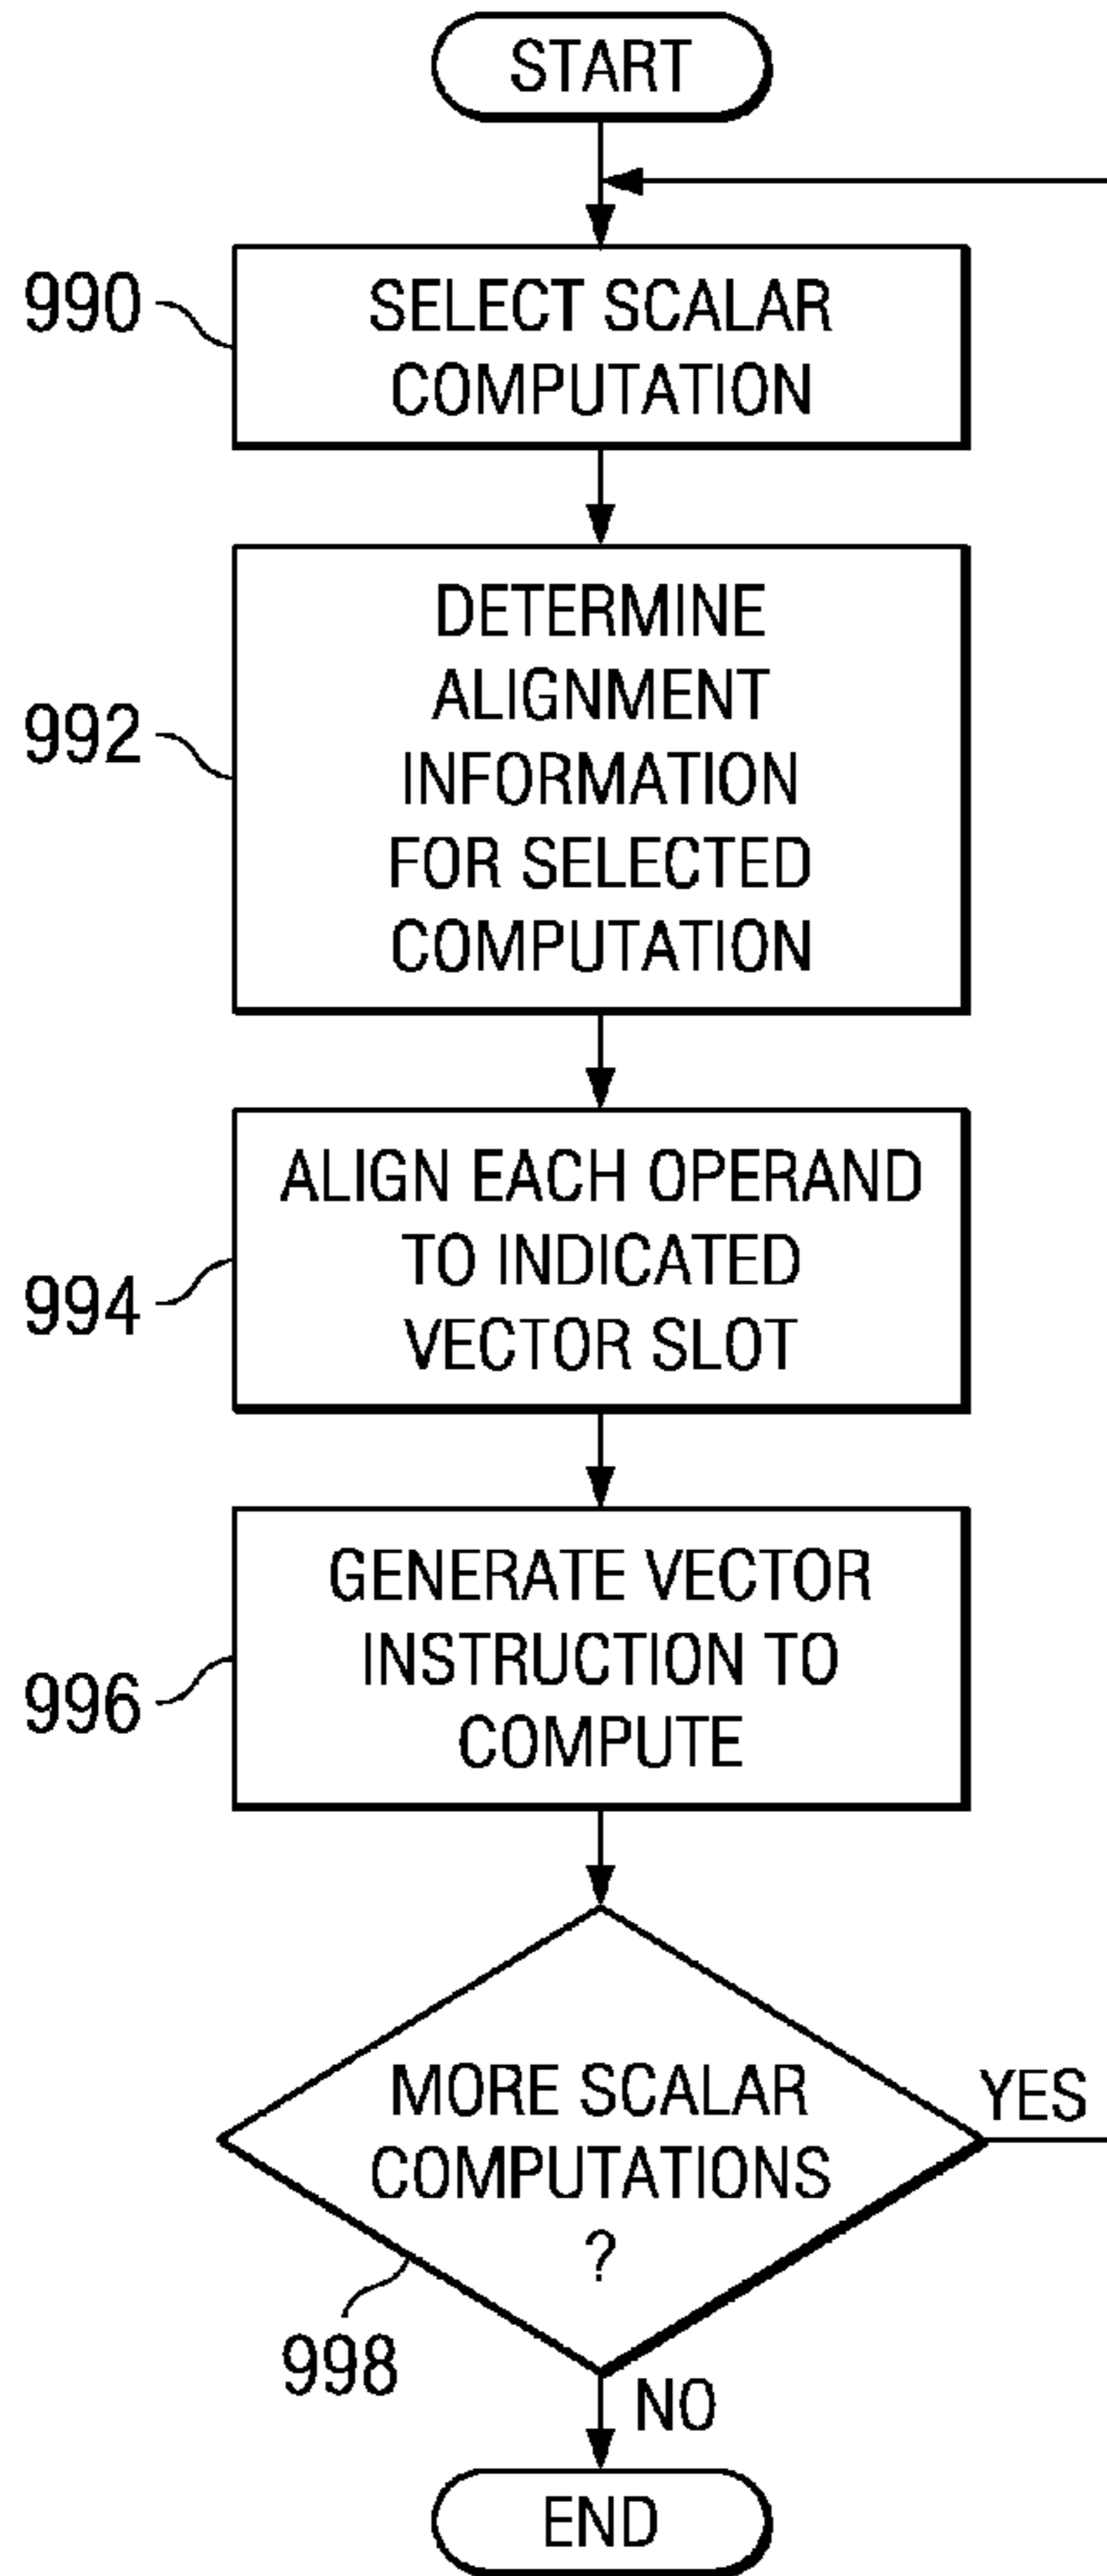 START
990
SELECT SCALAR
COMPUTATION
992
DETERMINE
ALIGNMENT
INFORMATION
FOR SELECTED
COMPUTATION
994
ALIGN EACH OPERAND
TO INDICATED
VECTOR SLOT
996
GENERATE VECTOR
INSTRUCTION TO
COMPUTE
MORE SCALAR
COMPUTATIONS
?
YES
998
NO
END